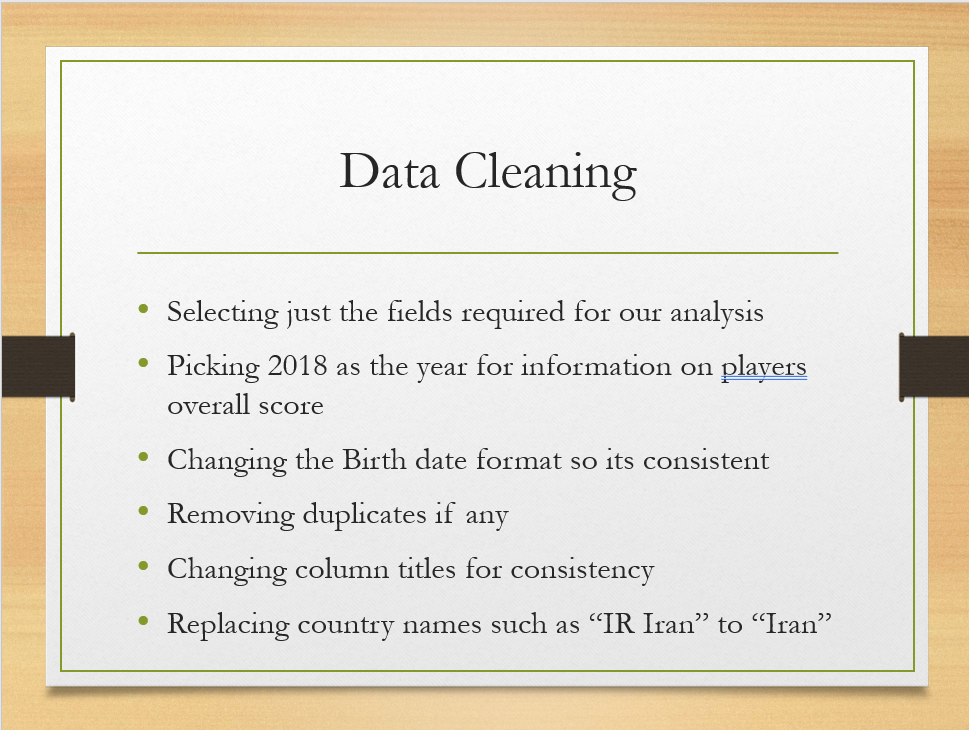 Data Cleaning
• Selecting just the fields required for our analysis
• Picking 2018 as the year for information on players
overall score
• Changing the Birth date format so its consistent
• Removing duplicates if any
• Changing column titles for consistency
• Replacing country names such as “IR Iran” to “Iran”